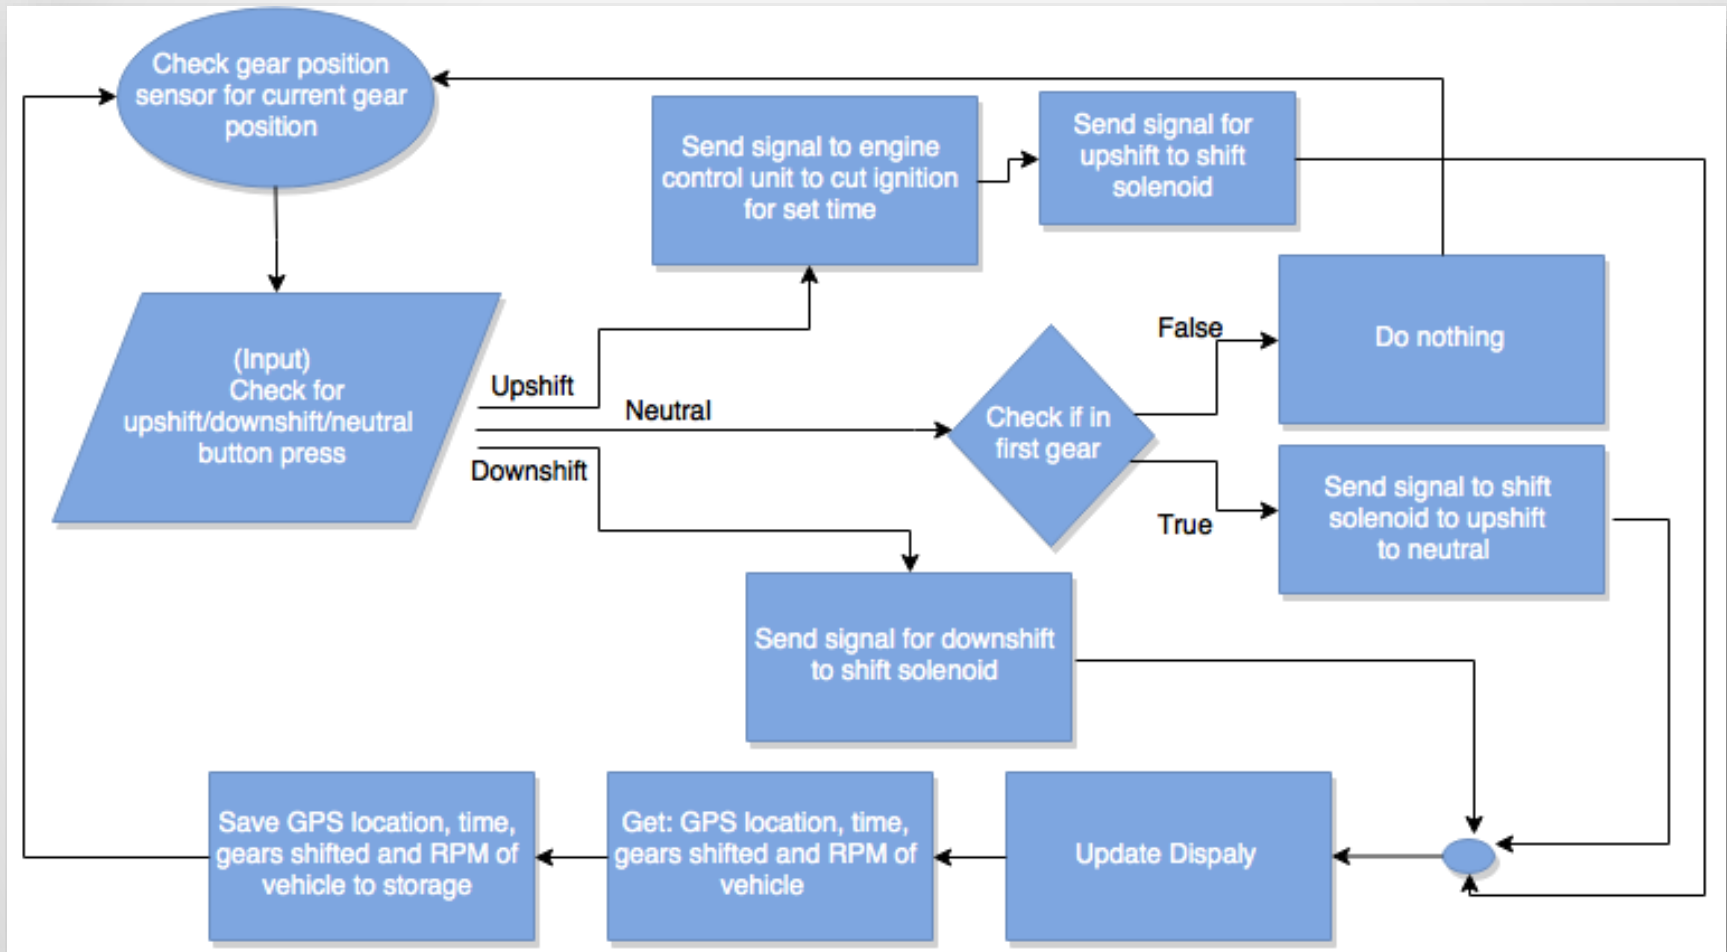 Check gear position
sensor for current gear
position
Send signal to engine
control unit to cut ignition
for set time
Send signal for
upshift to shift
solenoid
(Input)
Check for
upshift/downshift/neutral
button press
Upshift
Neutral
Downshift
Check if in
first gear
False
True
Do nothing
Send signal to shift
solenoid to upshift
to neutral
Send signal for downshift
to shift solenoid
Save GPS location, time,
gears shifted and RPM of
vehicle to storage
Get: GPS location, time,
gears shifted and RPM of
vehicle
Update Dispaly